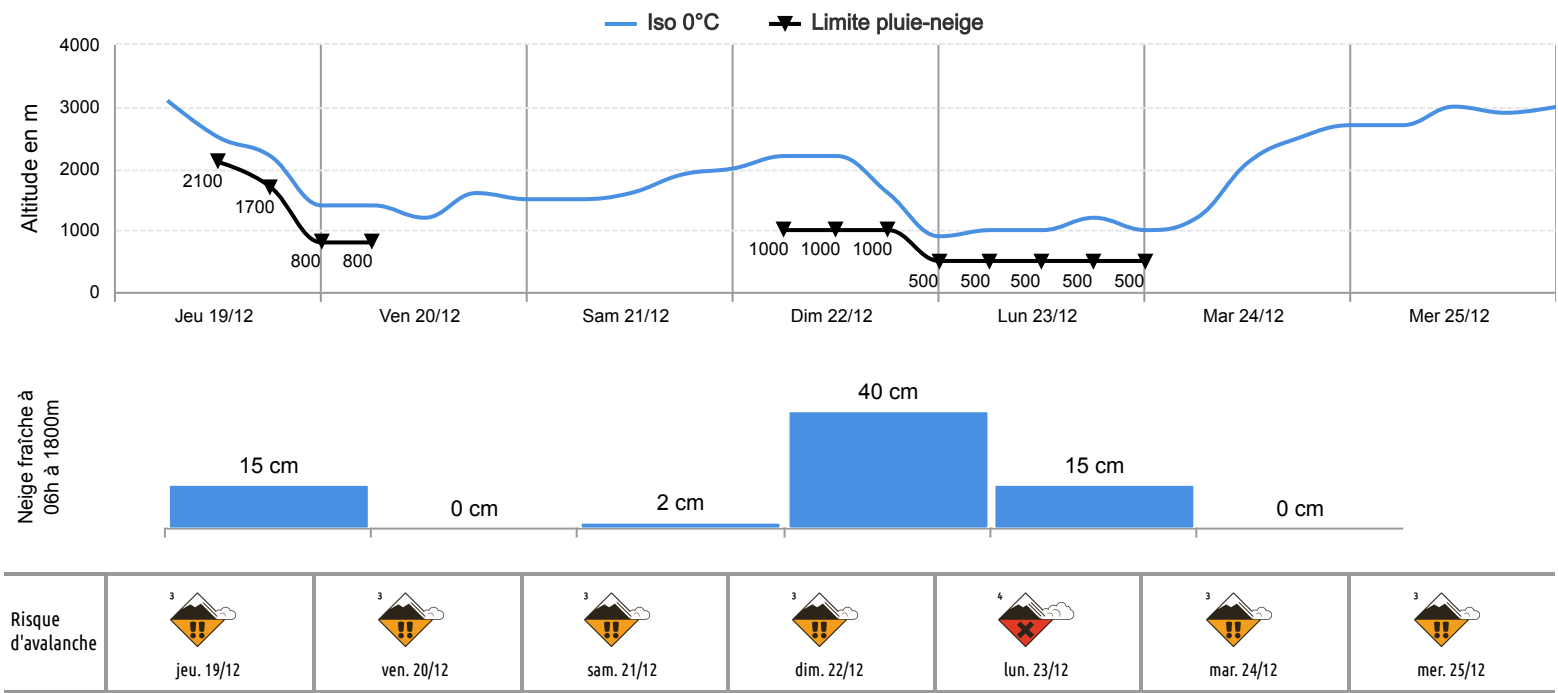 Iso 0°C Limite pluie-neige
Altitude en m
4000
3000
2000
1000
0
2100
1700
800 800
1000 1000 1000
500 500 500 500 500
Jeu 19/12 Ven 20/12 Sam 21/12 Dim 22/12 Lun 23/12 Mar 24/12 Mer 25/12
Neige fraîche à
06h à 1800m
15 cm 0 cm 2 cm 40 cm 15 cm 0 cm
Risque
d'avalanche
3 3 3 3 4 3 3
jeu. 19/12 ven. 20/12 sam. 21/12 dim. 22/12 lun. 23/12 mar. 24/12 mer. 25/12